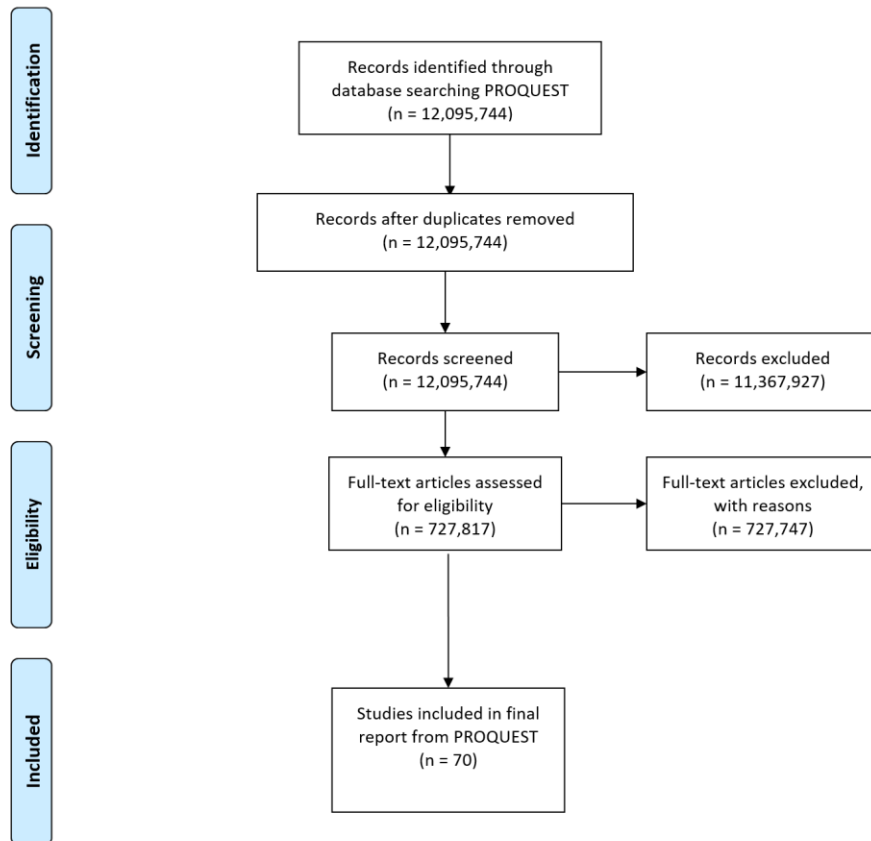 Identification
Records identified through
database searching PROQUEST
(n = 12,095,744)
Records after duplicates removed
(n = 12,095,744)
Screening
Records screened
(n = 12,095,744)
Records excluded
(n = 11,367,927)
Eligibility
Full-text articles assessed
for eligibility
(n = 727,817)
Full-text articles excluded,
with reasons
(n = 727,747)
Included
Studies included in final
report from PROQUEST
(n = 70)